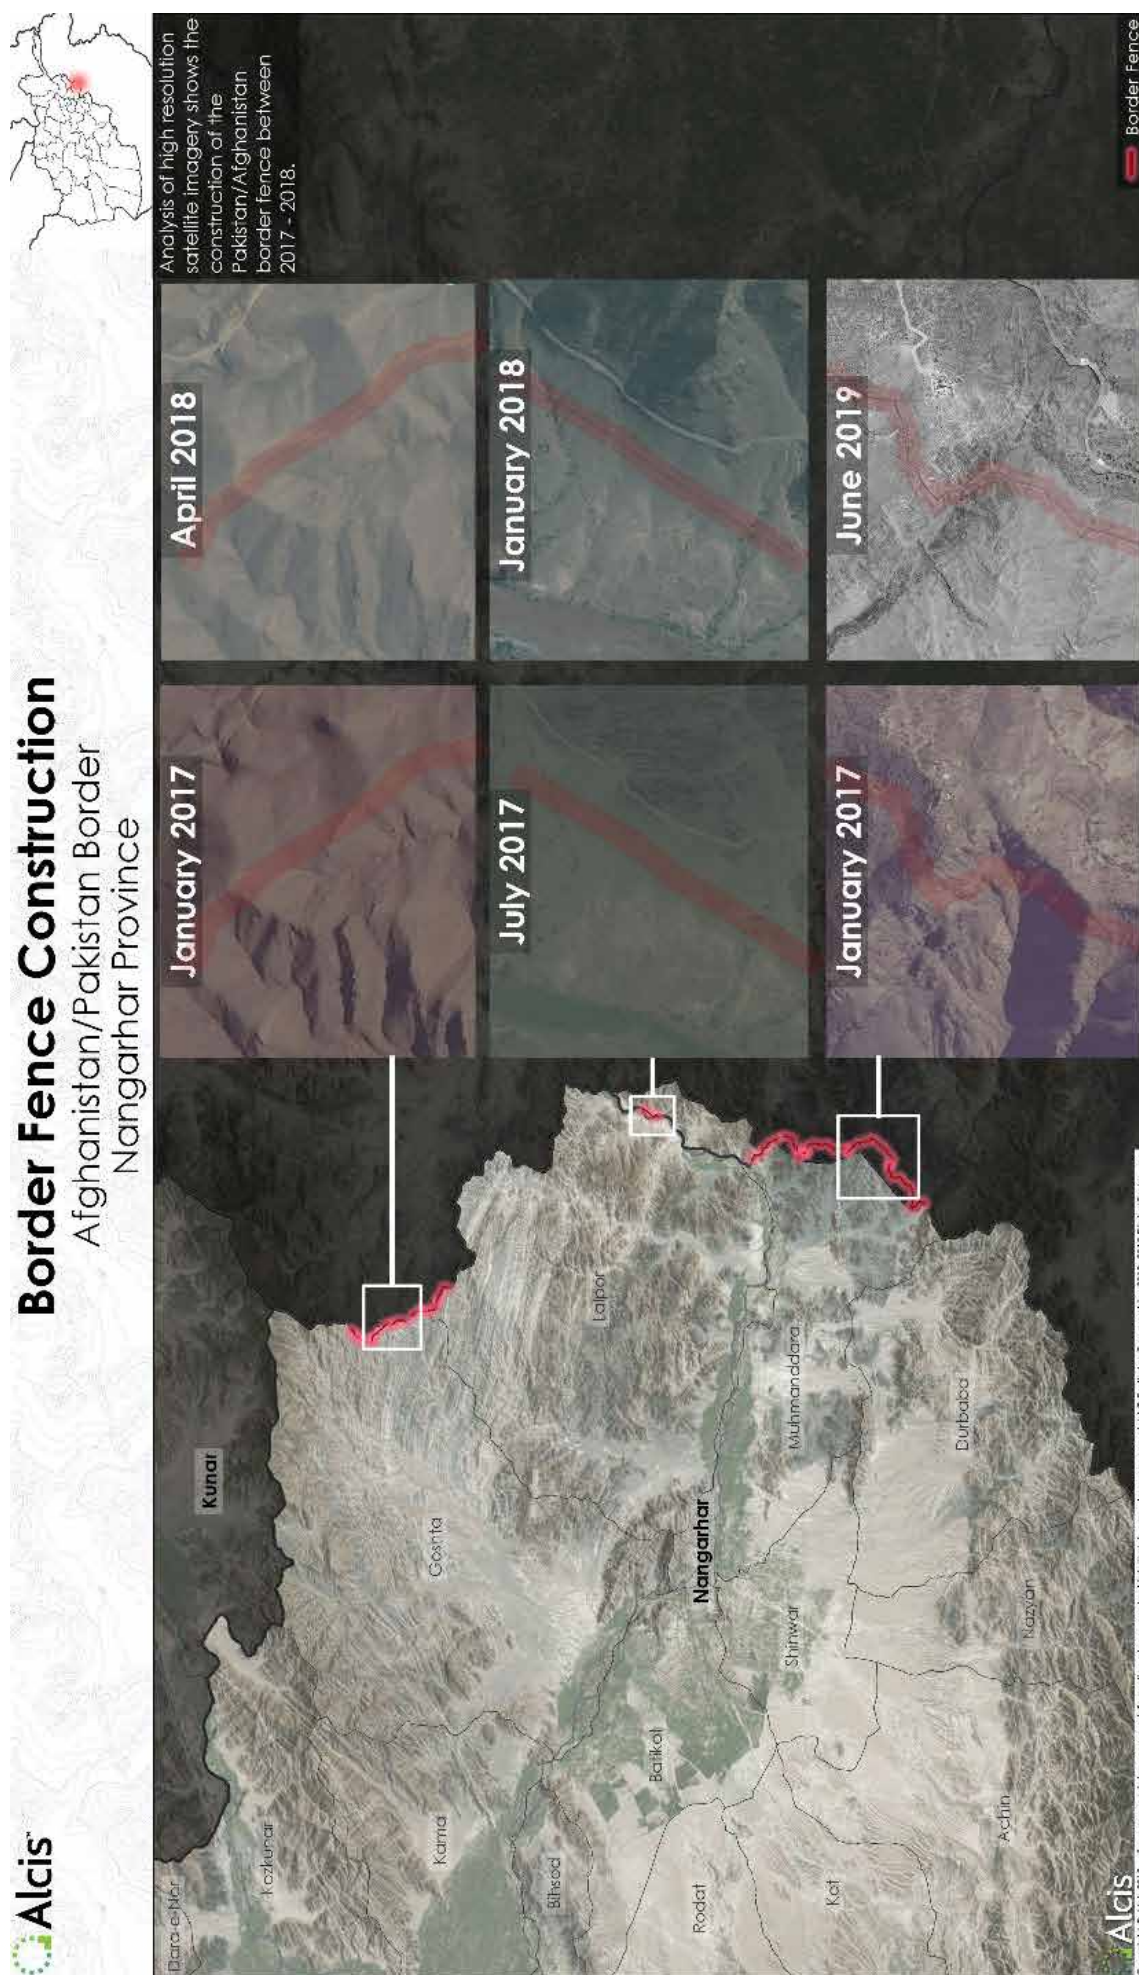 Alcis
Border Fence Construction
Afghanistan/Pakistan Border
Nangarhar Province
Analysis of high resolution
satellite imagery shows the
construction of the
Pakistan/Afghanistan
border fence between
2017 - 2018.
Dara-e-Nor
Kozkunar
Kunar
January 2017
April 2018
Kama
Goshta
Bihsod
Lalpor
July 2017
January 2018
Batikot
Rodat
Nangarhar
Shinwar
Muhmanddara
January 2017
June 2019
Kot
Durbaba
Achin
Nazyan
Alcis
Border Fence